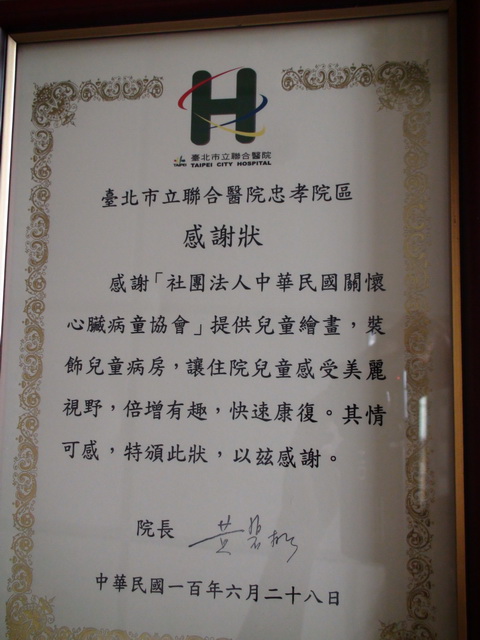 H
臺北市立聯合醫院
TAIPEI TAIPEI CITY HOSPITAL
臺北市立聯合醫院忠孝院區
感謝狀
感謝「社團法人中華民國關懷
心臟病童協會」提供兒童繪畫，裝
飾兒童病房，讓住院兒童感受美麗
視野，倍增有趣，快速康復。其情
可感，特頒此狀，以茲感謝。
院長
中華民國一百年六月二十八日